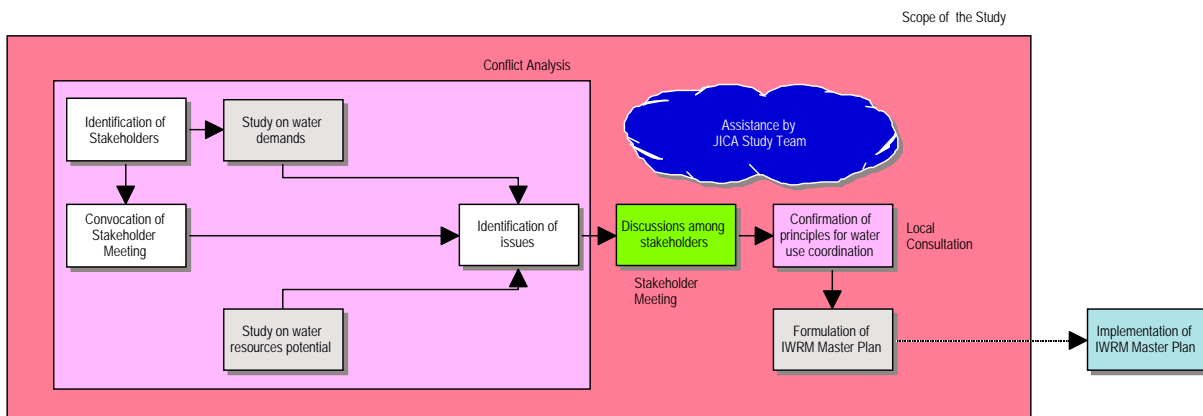 Scope of the Study
Conflict Analysis
Identification of
Stakeholders
Study on water
demands
Assistance by
JICA Study Team
Convocation of
Stakeholder
Meeting
Identification of
issues
Discussions among
stakeholders
Confirmation of
principles for water
use coordination
Local
Consultation
Stakeholder
Meeting
Study on water
resources potential
Formulation of
IWRM Master Plan
Implementation of
IWRM Master Plan